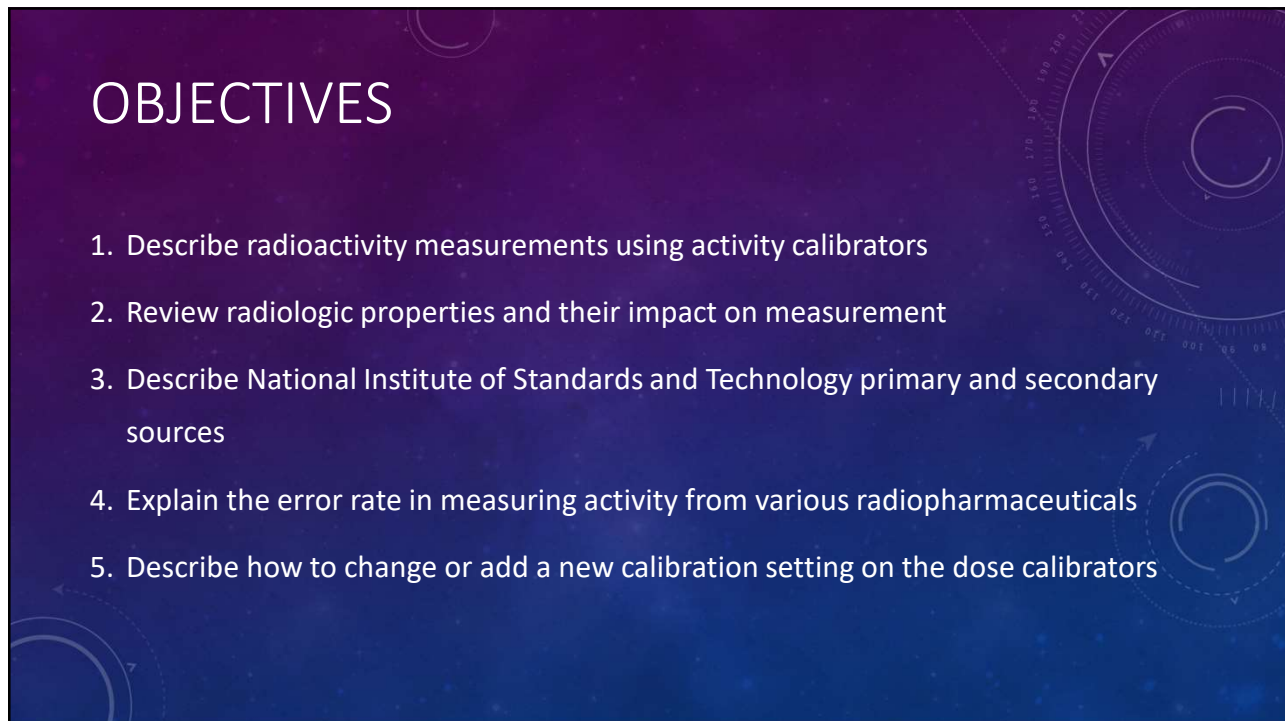 OBJECTIVES
1. Describe radioactivity measurements using activity calibrators
2. Review radiologic properties and their impact on measurement
3. Describe National Institute of Standards and Technology primary and secondary
sources
4. Explain the error rate in measuring activity from various radiopharmaceuticals
5. Describe how to change or add a new calibration setting on the dose calibrators